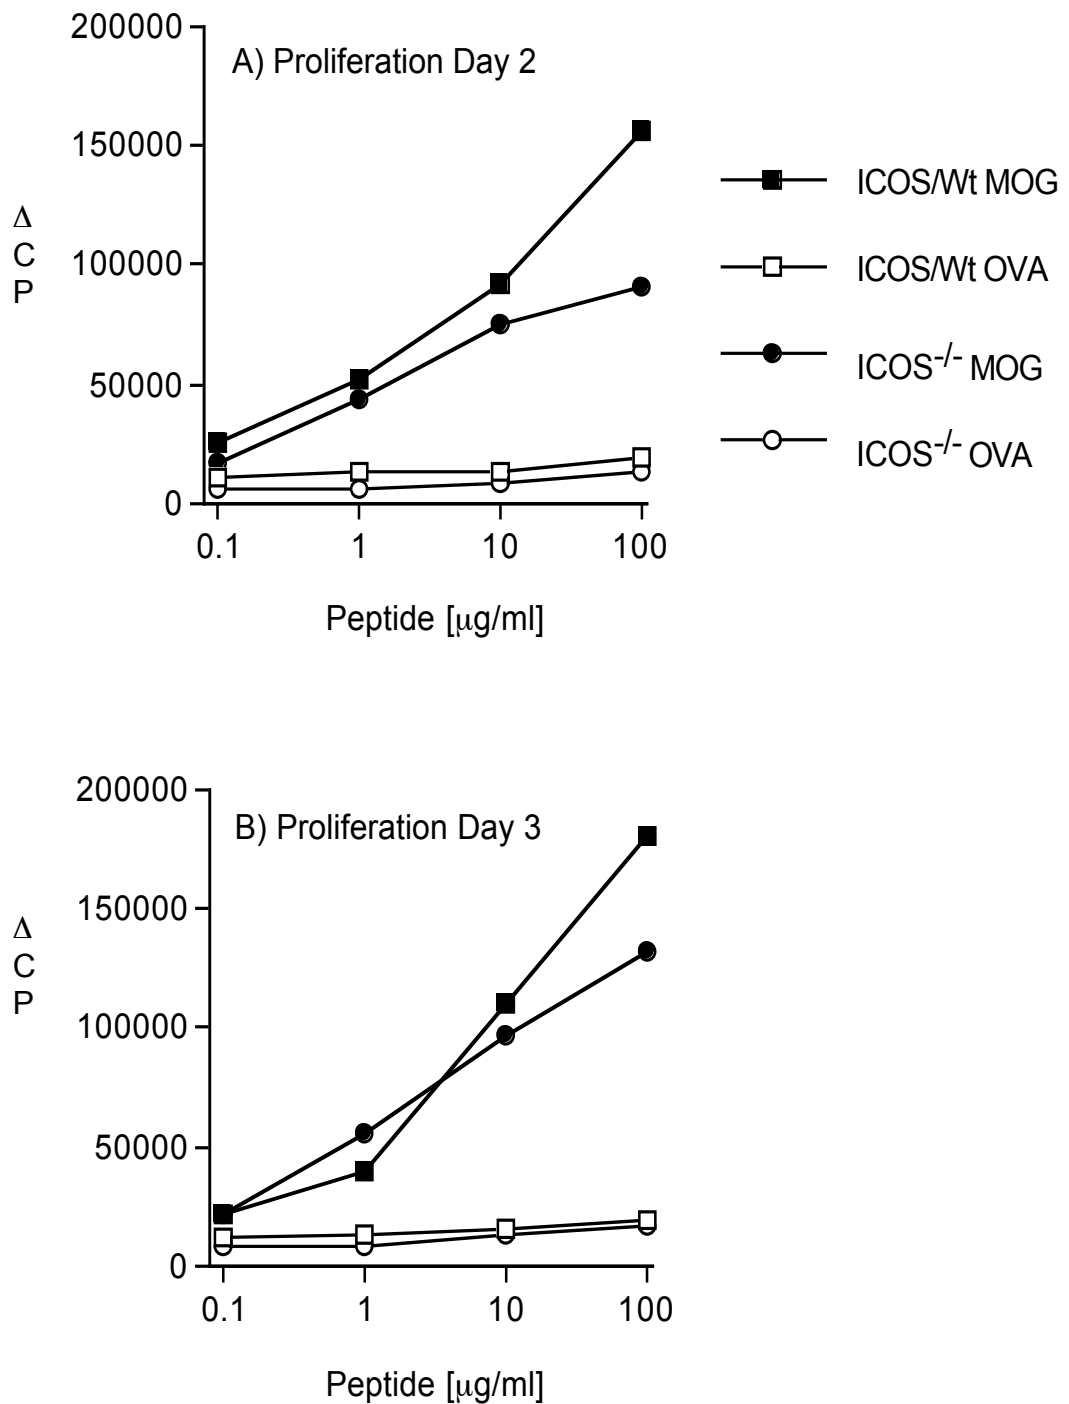 200000
A) Proliferation Day 2
150000
100000
50000
0
Δ
C
P
0.1 1 10 100
Peptide [μg/ml]
ICOS/Wt MOG
ICOS/Wt OVA
ICOS-/- MOG
ICOS-/- OVA
200000
B) Proliferation Day 3
150000
100000
50000
0
Δ
C
P
0.1 1 10 100
Peptide [μg/ml]